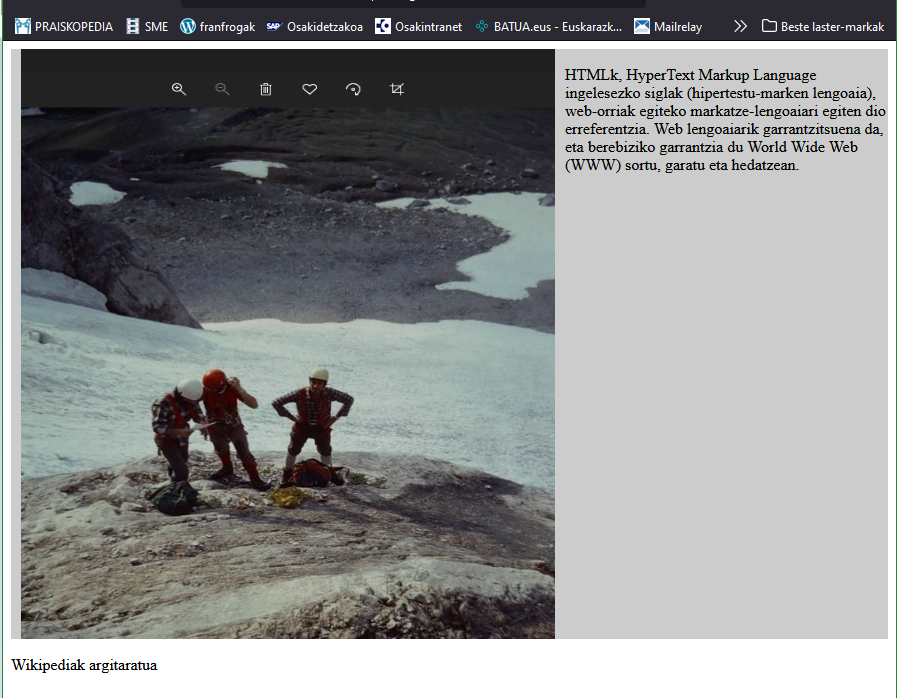 PRAISKOPEDIA SME franfrogak SAP Osakidetzakoa Osakintranet BATUA.eus - Euskarazk... Mailrelay Beste laster-markak
HTMLk, HyperText Markup Language
ingelesezko siglak (hipertestu-marken lengoaia),
web-orriak egiteko markatze-lengoaiari egiten dio
erreferentzia. Web lengoaiarik garrantzitsuena da,
eta berebiziko garrantzia du World Wide Web
(WWW) sortu, garatu eta hedatzean.
Wikipediak argitaratua